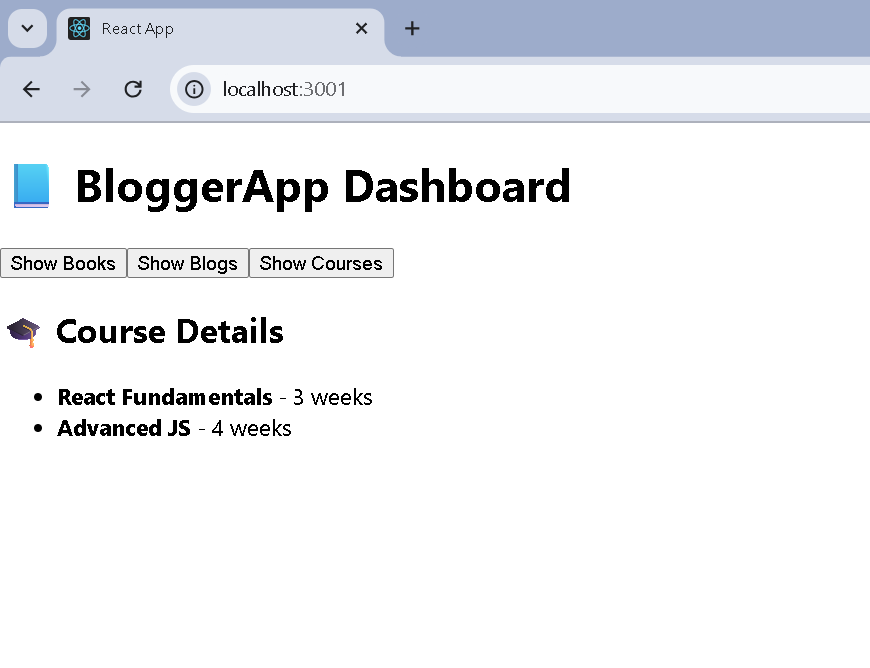 React App
localhost:3001
BloggerApp Dashboard
Show Books Show Blogs Show Courses
Course Details
• React Fundamentals - 3 weeks
• Advanced JS - 4 weeks